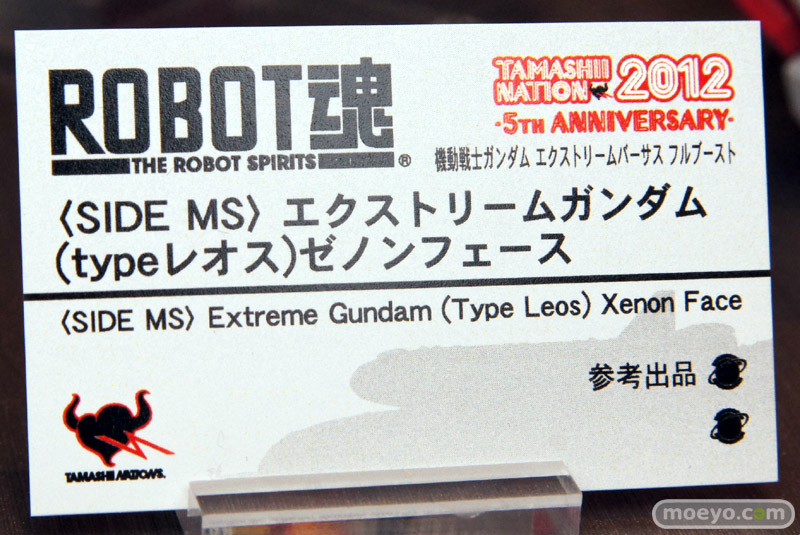 ROBOT魂
THE ROBOT SPIRITS
®
TAMASHII
NATION 2012
·5TH ANNIVERSARY·
機動戦士ガンダム エクストリームバーサス フルブースト
〈SIDE MS〉 エクストリームガンダム
(typeレオス)ゼノンフェース
〈SIDE MS〉 Extreme Gundam (Type Leos) Xenon Face
参考出品
TAMASHII NATIONS.
moeyo.com